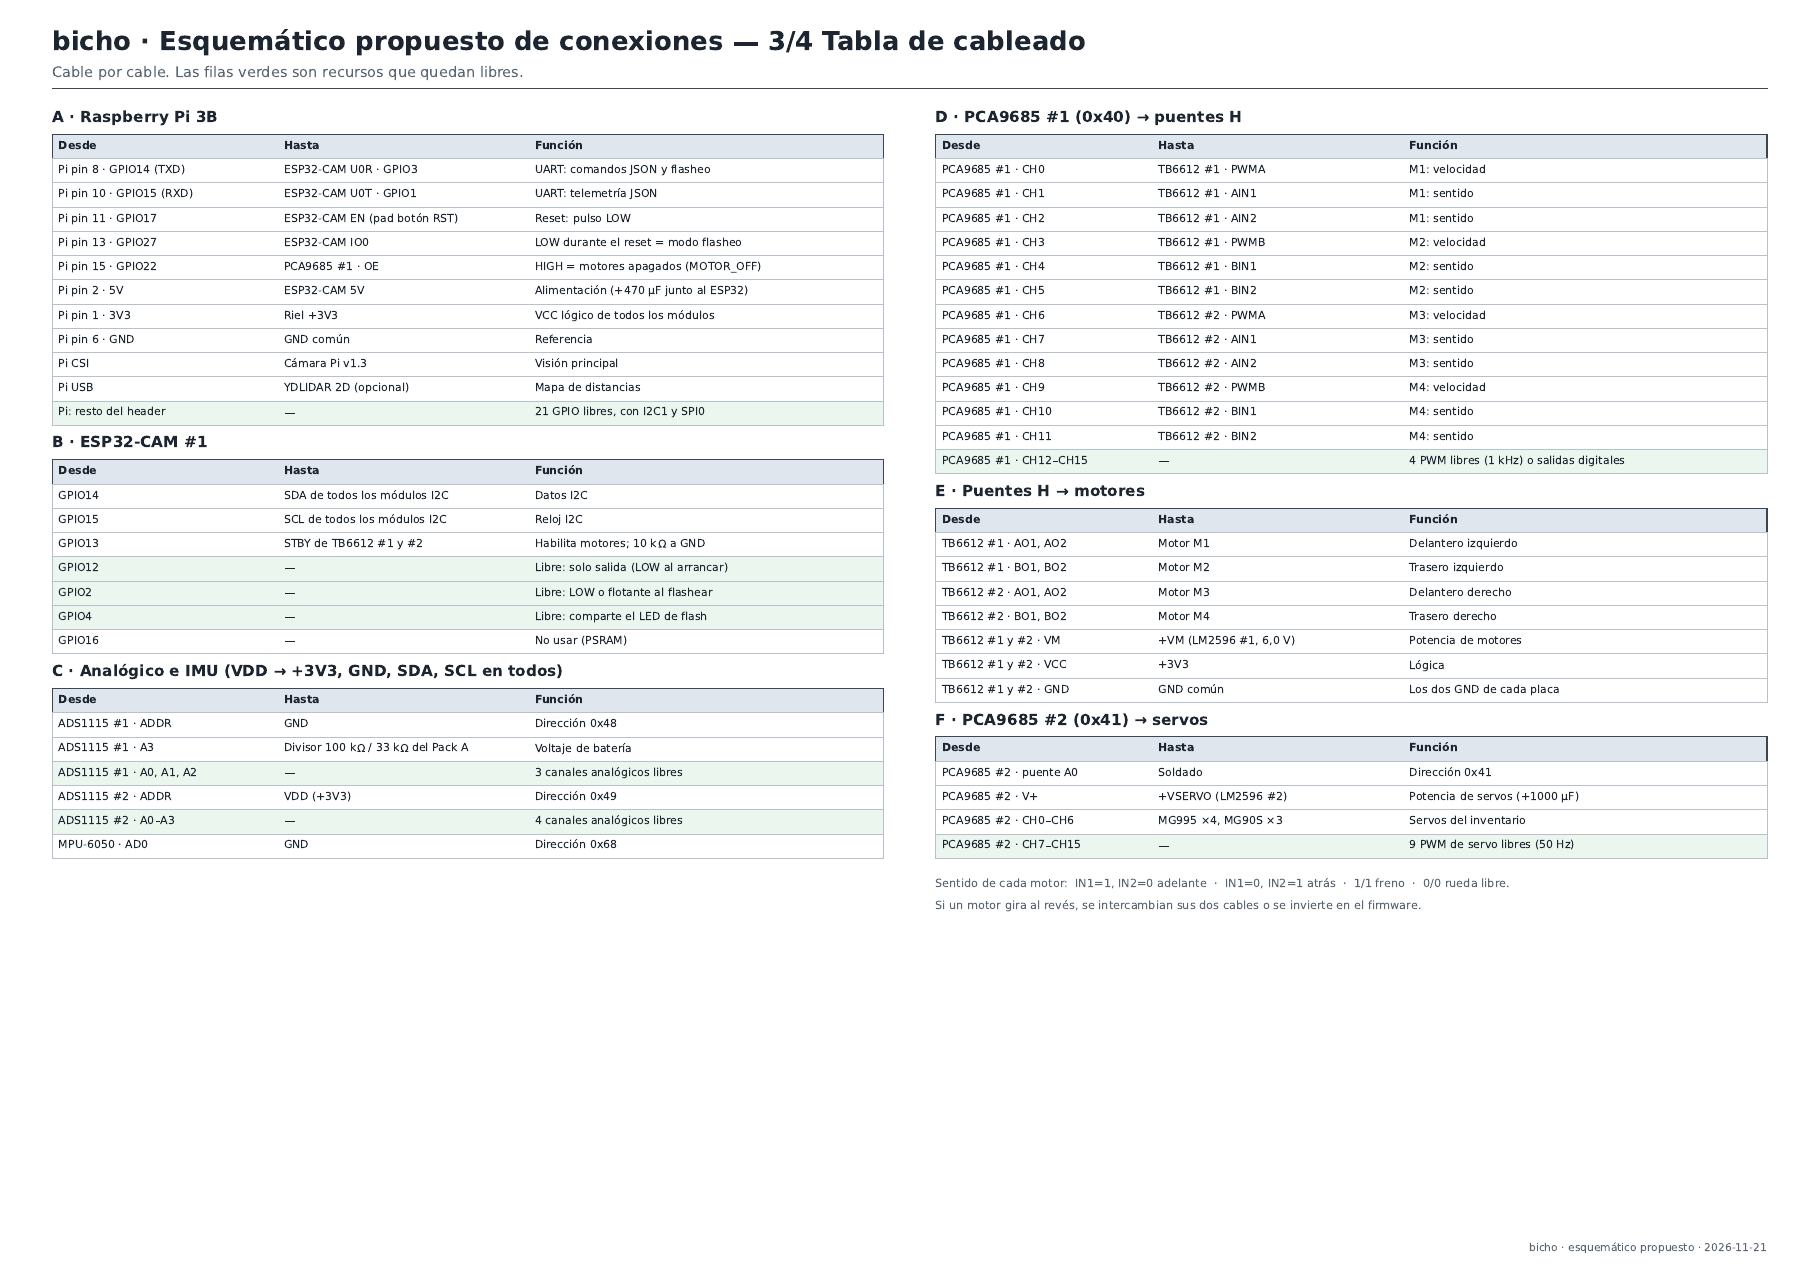 bicho · Esquemático propuesto de conexiones — 3/4 Tabla de cableado
Cable por cable. Las filas verdes son recursos que quedan libres.
A · Raspberry Pi 3B
Desde Hasta Función
Pi pin 8 · GPIO14 (TXD) ESP32-CAM U0R · GPIO3 UART: comandos JSON y flasheo
Pi pin 10 · GPIO15 (RXD) ESP32-CAM U0T · GPIO1 UART: telemetría JSON
Pi pin 11 · GPIO17 ESP32-CAM EN (pad botón RST) Reset: pulso LOW
Pi pin 13 · GPIO27 ESP32-CAM IO0 LOW durante el reset = modo flasheo
Pi pin 15 · GPIO22 PCA9685 #1 · OE HIGH = motores apagados (MOTOR_OFF)
Pi pin 2 · 5V ESP32-CAM 5V Alimentación (+470 µF junto al ESP32)
Pi pin 1 · 3V3 Riel +3V3 VCC lógico de todos los módulos
Pi pin 6 · GND GND común Referencia
Pi CSI Cámara Pi v1.3 Visión principal
Pi USB YDLIDAR 2D (opcional) Mapa de distancias
Pi: resto del header — 21 GPIO libres, con I2C1 y SPI0
B · ESP32-CAM #1
Desde Hasta Función
GPIO14 SDA de todos los módulos I2C Datos I2C
GPIO15 SCL de todos los módulos I2C Reloj I2C
GPIO13 STBY de TB6612 #1 y #2 Habilita motores; 10 kΩ a GND
GPIO12 — Libre: solo salida (LOW al arrancar)
GPIO2 — Libre: LOW o flotante al flashear
GPIO4 — Libre: comparte el LED de flash
GPIO16 — No usar (PSRAM)
C · Analógico e IMU (VDD → +3V3, GND, SDA, SCL en todos)
Desde Hasta Función
ADS1115 #1 · ADDR GND Dirección 0x48
ADS1115 #1 · A3 Divisor 100 kΩ / 33 kΩ del Pack A Voltaje de batería
ADS1115 #1 · A0, A1, A2 — 3 canales analógicos libres
ADS1115 #2 · ADDR VDD (+3V3) Dirección 0x49
ADS1115 #2 · A0–A3 — 4 canales analógicos libres
MPU-6050 · AD0 GND Dirección 0x68
D · PCA9685 #1 (0x40) → puentes H
Desde Hasta Función
PCA9685 #1 · CH0 TB6612 #1 · PWMA M1: velocidad
PCA9685 #1 · CH1 TB6612 #1 · AIN1 M1: sentido
PCA9685 #1 · CH2 TB6612 #1 · AIN2 M1: sentido
PCA9685 #1 · CH3 TB6612 #1 · PWMB M2: velocidad
PCA9685 #1 · CH4 TB6612 #1 · BIN1 M2: sentido
PCA9685 #1 · CH5 TB6612 #1 · BIN2 M2: sentido
PCA9685 #1 · CH6 TB6612 #2 · PWMA M3: velocidad
PCA9685 #1 · CH7 TB6612 #2 · AIN1 M3: sentido
PCA9685 #1 · CH8 TB6612 #2 · AIN2 M3: sentido
PCA9685 #1 · CH9 TB6612 #2 · PWMB M4: velocidad
PCA9685 #1 · CH10 TB6612 #2 · BIN1 M4: sentido
PCA9685 #1 · CH11 TB6612 #2 · BIN2 M4: sentido
PCA9685 #1 · CH12–CH15 — 4 PWM libres (1 kHz) o salidas digitales
E · Puentes H → motores
Desde Hasta Función
TB6612 #1 · AO1, AO2 Motor M1 Delantero izquierdo
TB6612 #1 · BO1, BO2 Motor M2 Trasero izquierdo
TB6612 #2 · AO1, AO2 Motor M3 Delantero derecho
TB6612 #2 · BO1, BO2 Motor M4 Trasero derecho
TB6612 #1 y #2 · VM +VM (LM2596 #1, 6,0 V) Potencia de motores
TB6612 #1 y #2 · VCC +3V3 Lógica
TB6612 #1 y #2 · GND GND común Los dos GND de cada placa
F · PCA9685 #2 (0x41) → servos
Desde Hasta Función
PCA9685 #2 · puente A0 Soldado Dirección 0x41
PCA9685 #2 · V+ +VSERVO (LM2596 #2) Potencia de servos (+1000 µF)
PCA9685 #2 · CH0–CH6 MG995 ×4, MG90S ×3 Servos del inventario
PCA9685 #2 · CH7–CH15 — 9 PWM de servo libres (50 Hz)
Sentido de cada motor: IN1=1, IN2=0 adelante · IN1=0, IN2=1 atrás · 1/1 freno · 0/0 rueda libre.
Si un motor gira al revés, se intercambian sus dos cables o se invierte en el firmware.
bicho · esquemático propuesto · 2026-11-21